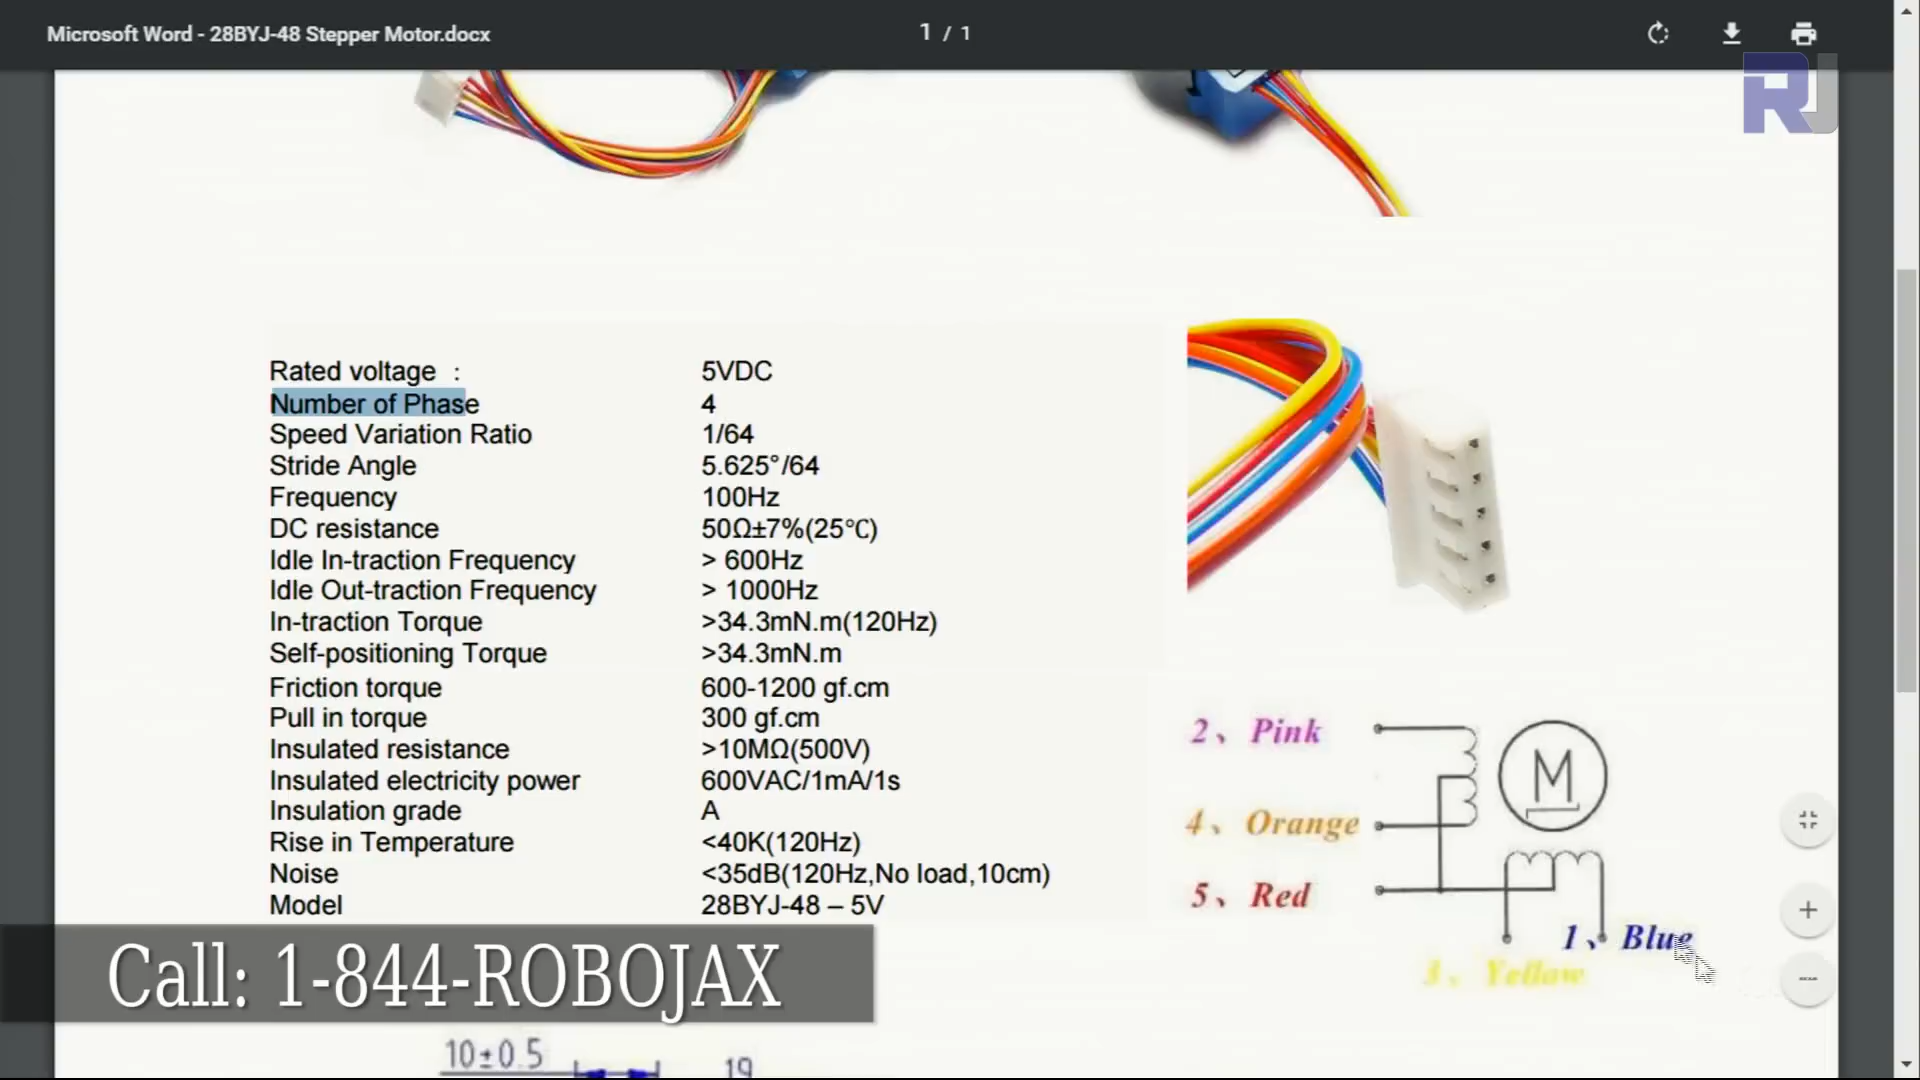 Microsoft Word - 28BYJ-48 Stepper Motor.docx
1 / 1
RJ
Rated voltage : 5VDC
Number of Phase 4
Speed Variation Ratio 1/64
Stride Angle 5.625°/64
Frequency 100Hz
DC resistance 50Ω±7%(25℃)
Idle In-traction Frequency > 600Hz
Idle Out-traction Frequency > 1000Hz
In-traction Torque >34.3mN.m(120Hz)
Self-positioning Torque >34.3mN.m
Friction torque 600-1200 gf.cm
Pull in torque 300 gf.cm
Insulated resistance >10MΩ(500V)
Insulated electricity power 600VAC/1mA/1s
Insulation grade A
Rise in Temperature <40K(120Hz)
Noise <35dB(120Hz,No load,10cm)
Model 28BYJ-48 – 5V
2、Pink
M
4、Orange
5、Red
1、Blue
3、Yellow
Call: 1-844-ROBOJAX
10±0.5
19